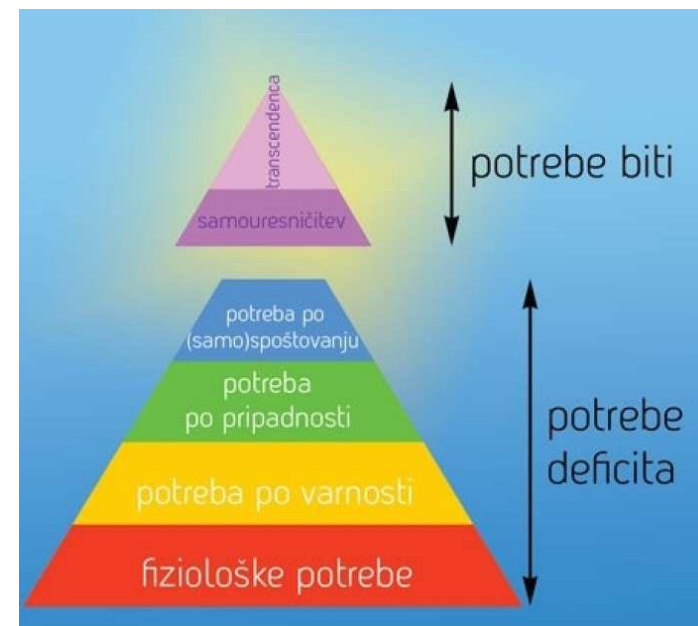 transcendenca
samouresničitev
potrebe biti
potreba po
(samo)spoštovanju
potreba
po pripadnosti
potreba po varnosti
fiziološke potrebe
potrebe
deficita